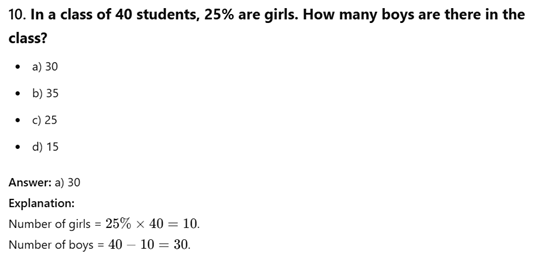 10. In a class of 40 students, 25% are girls. How many boys are there in the
class?
• a) 30
• b) 35
• c) 25
• d) 15
Answer: a) 30
Explanation:
Number of girls = 25% × 40 = 10.
Number of boys = 40 − 10 = 30.